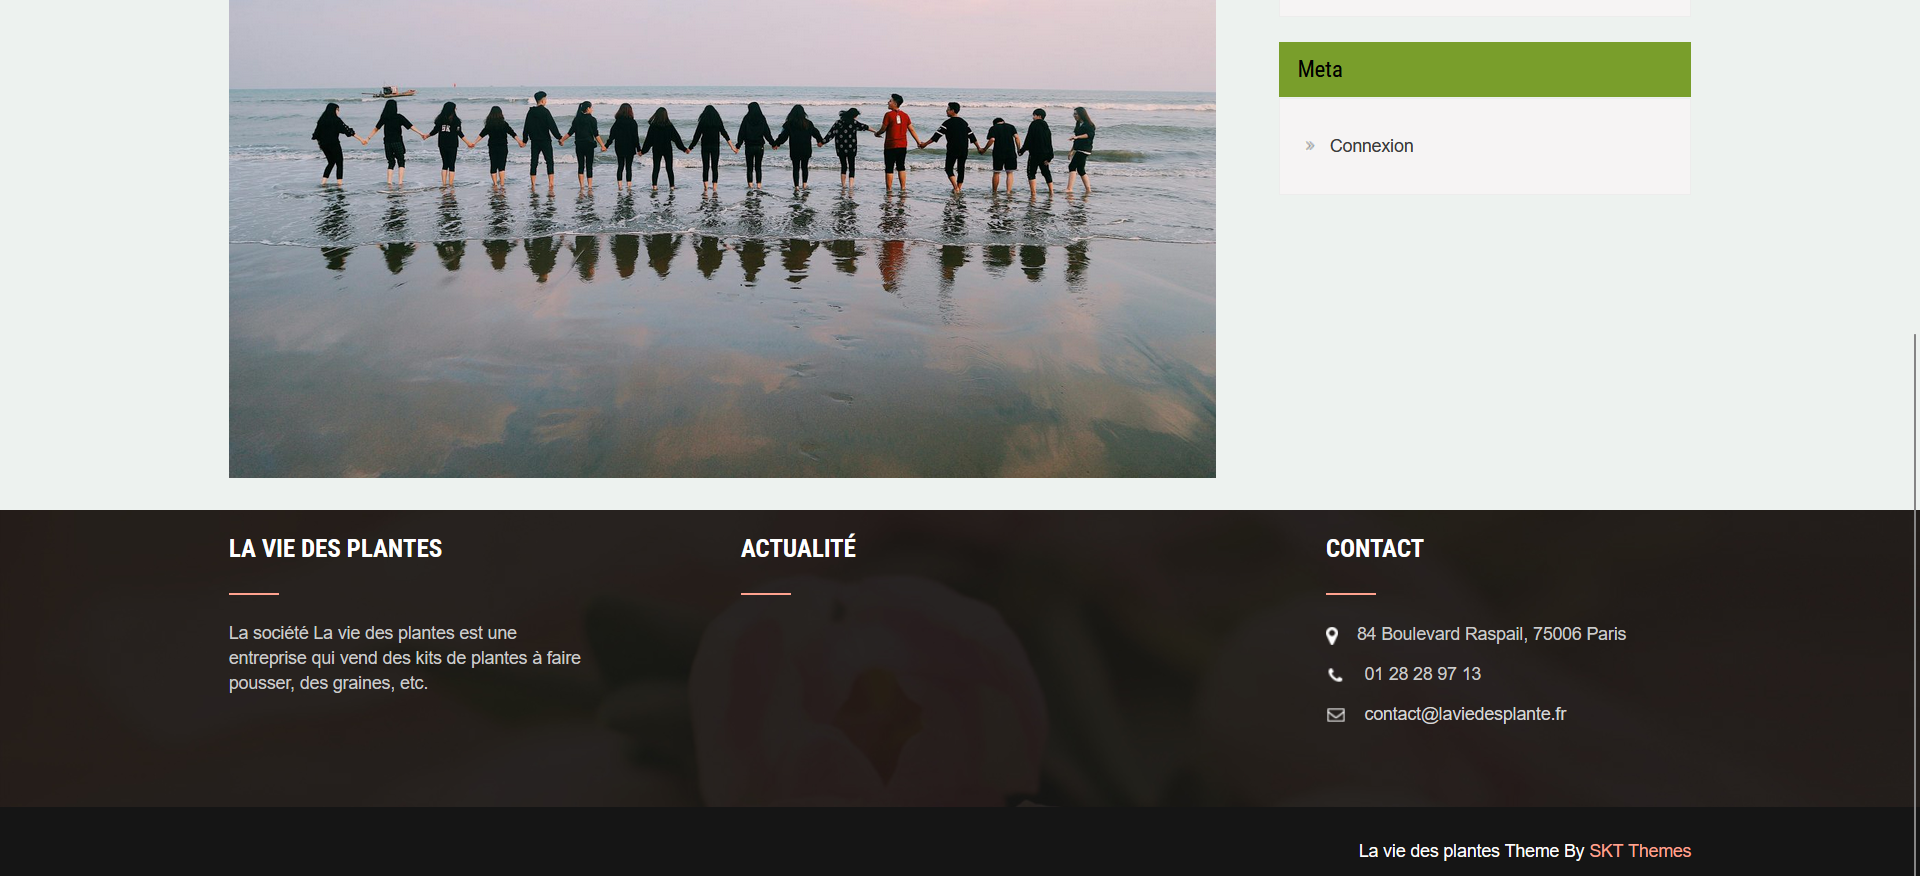 Meta
Connexion
LA VIE DES PLANTES
La société La vie des plantes est une
entreprise qui vend des kits de plantes à faire
pousser, des graines, etc.
ACTUALITÉ
CONTACT
84 Boulevard Raspail, 75006 Paris
01 28 28 97 13
contact@laviedesplante.fr
La vie des plantes Theme By SKT Themes